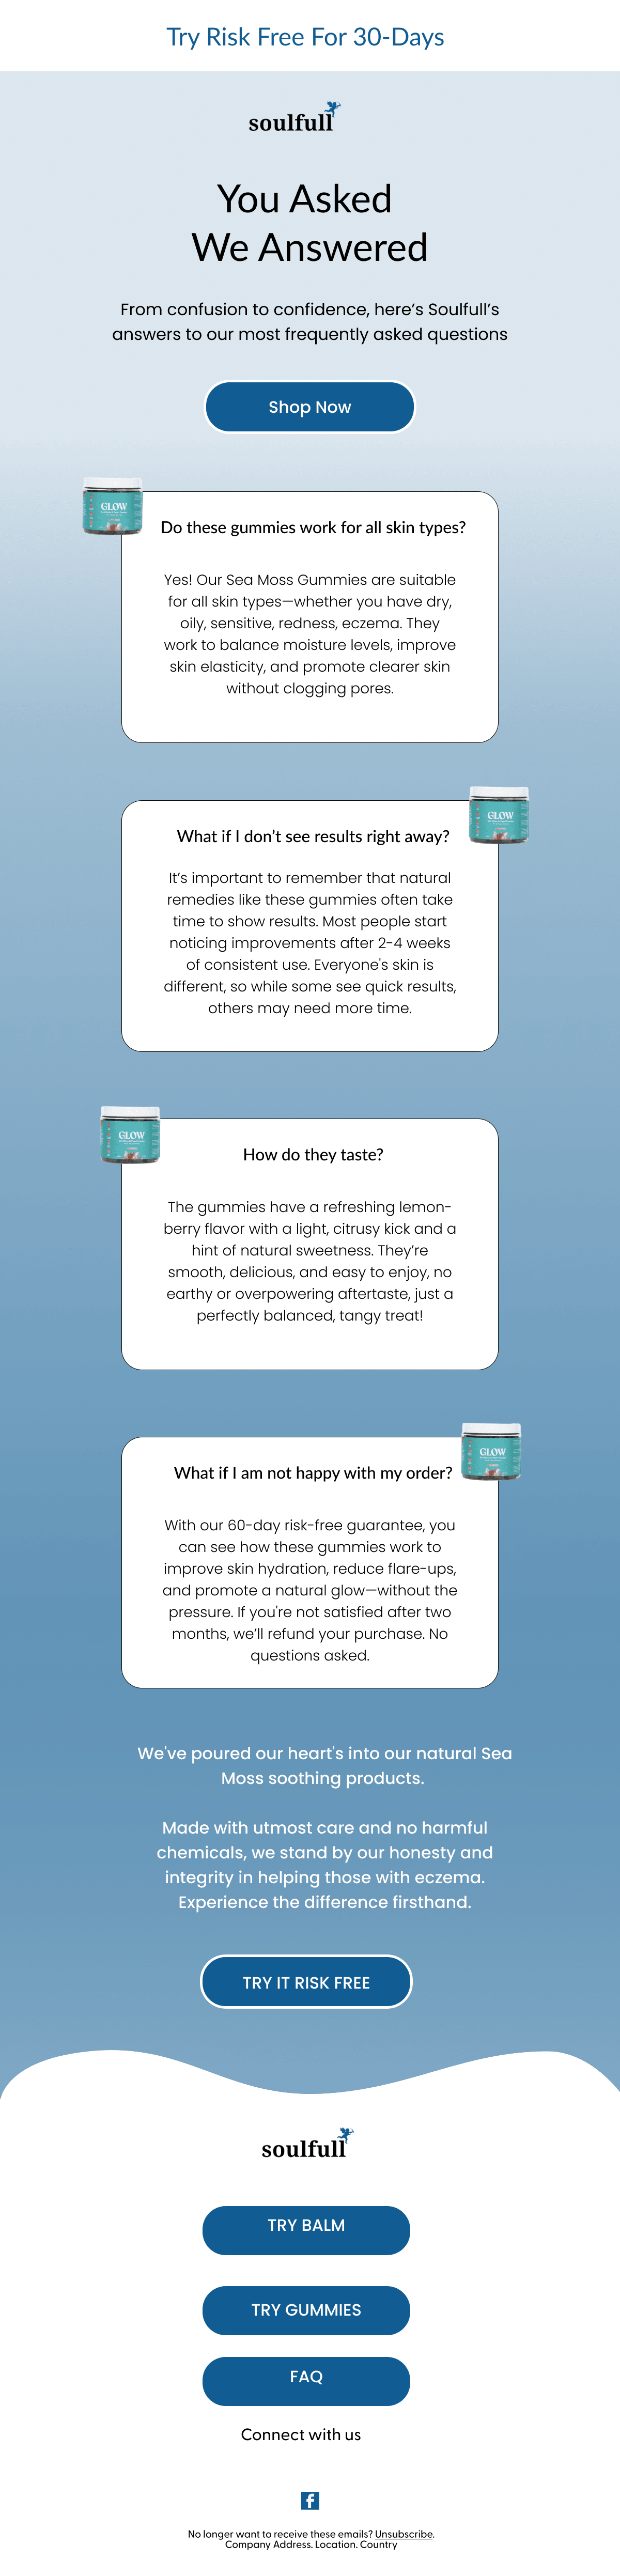 Try Risk Free For 30-Days
soulfull
You Asked
We Answered
From confusion to confidence, here's Soulfull's
answers to our most frequently asked questions
Shop Now
GLOW
Do these gummies work for all skin types?
Yes! Our Sea Moss Gummies are suitable
for all skin types—whether you have dry,
oily, sensitive, redness, eczema. They
work to balance moisture levels, improve
skin elasticity, and promote clearer skin
without clogging pores.
GLOW
What if I don't see results right away?
It's important to remember that natural
remedies like these gummies often take
time to show results. Most people start
noticing improvements after 2-4 weeks
of consistent use. Everyone's skin is
different, so while some see quick results,
others may need more time.
GLOW
How do they taste?
The gummies have a refreshing lemon-
berry flavor with a light, citrusy kick and a
hint of natural sweetness. They're
smooth, delicious, and easy to enjoy, no
earthy or overpowering aftertaste, just a
perfectly balanced, tangy treat!
GLOW
What if I am not happy with my order?
With our 60-day risk-free guarantee, you
can see how these gummies work to
improve skin hydration, reduce flare-ups,
and promote a natural glow—without the
pressure. If you're not satisfied after two
months, we'll refund your purchase. No
questions asked.
We've poured our heart's into our natural Sea
Moss soothing products.
Made with utmost care and no harmful
chemicals, we stand by our honesty and
integrity in helping those with eczema.
Experience the difference firsthand.
TRY IT RISK FREE
soulfull
TRY BALM
TRY GUMMIES
FAQ
Connect with us
No longer want to receive these emails? Unsubscribe.
Company Address. Location. Country